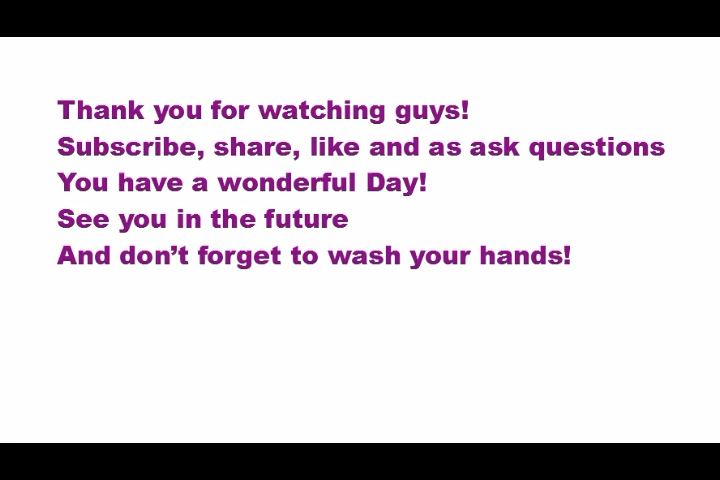 Thank you for watching guys!
Subscribe, share, like and as ask questions
You have a wonderful Day!
See you in the future
And don’t forget to wash your hands!